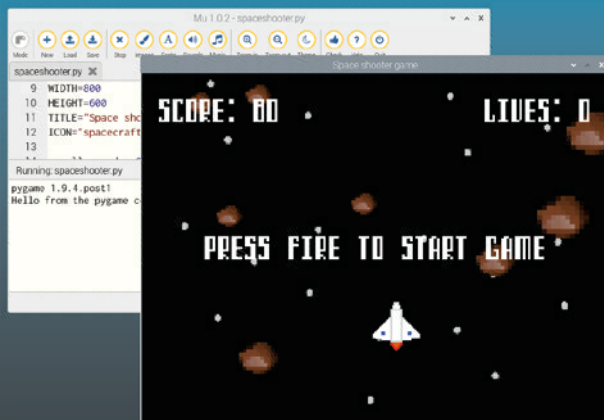 Mu 1.0.2 - spaceshooter.py
Mode New Load Save Stop
spaceshooter.py
9 WIDTH=800
10 HEIGHT=600
11 TITLE="Space sho
12 ICON="spacecraft
13
Running: spaceshooter.py
pygame 1.9.4.post1
Hello from the pygame c
Space shooter game
SCORE: 80
LIVES: 0
PRESS FIRE TO START GAME